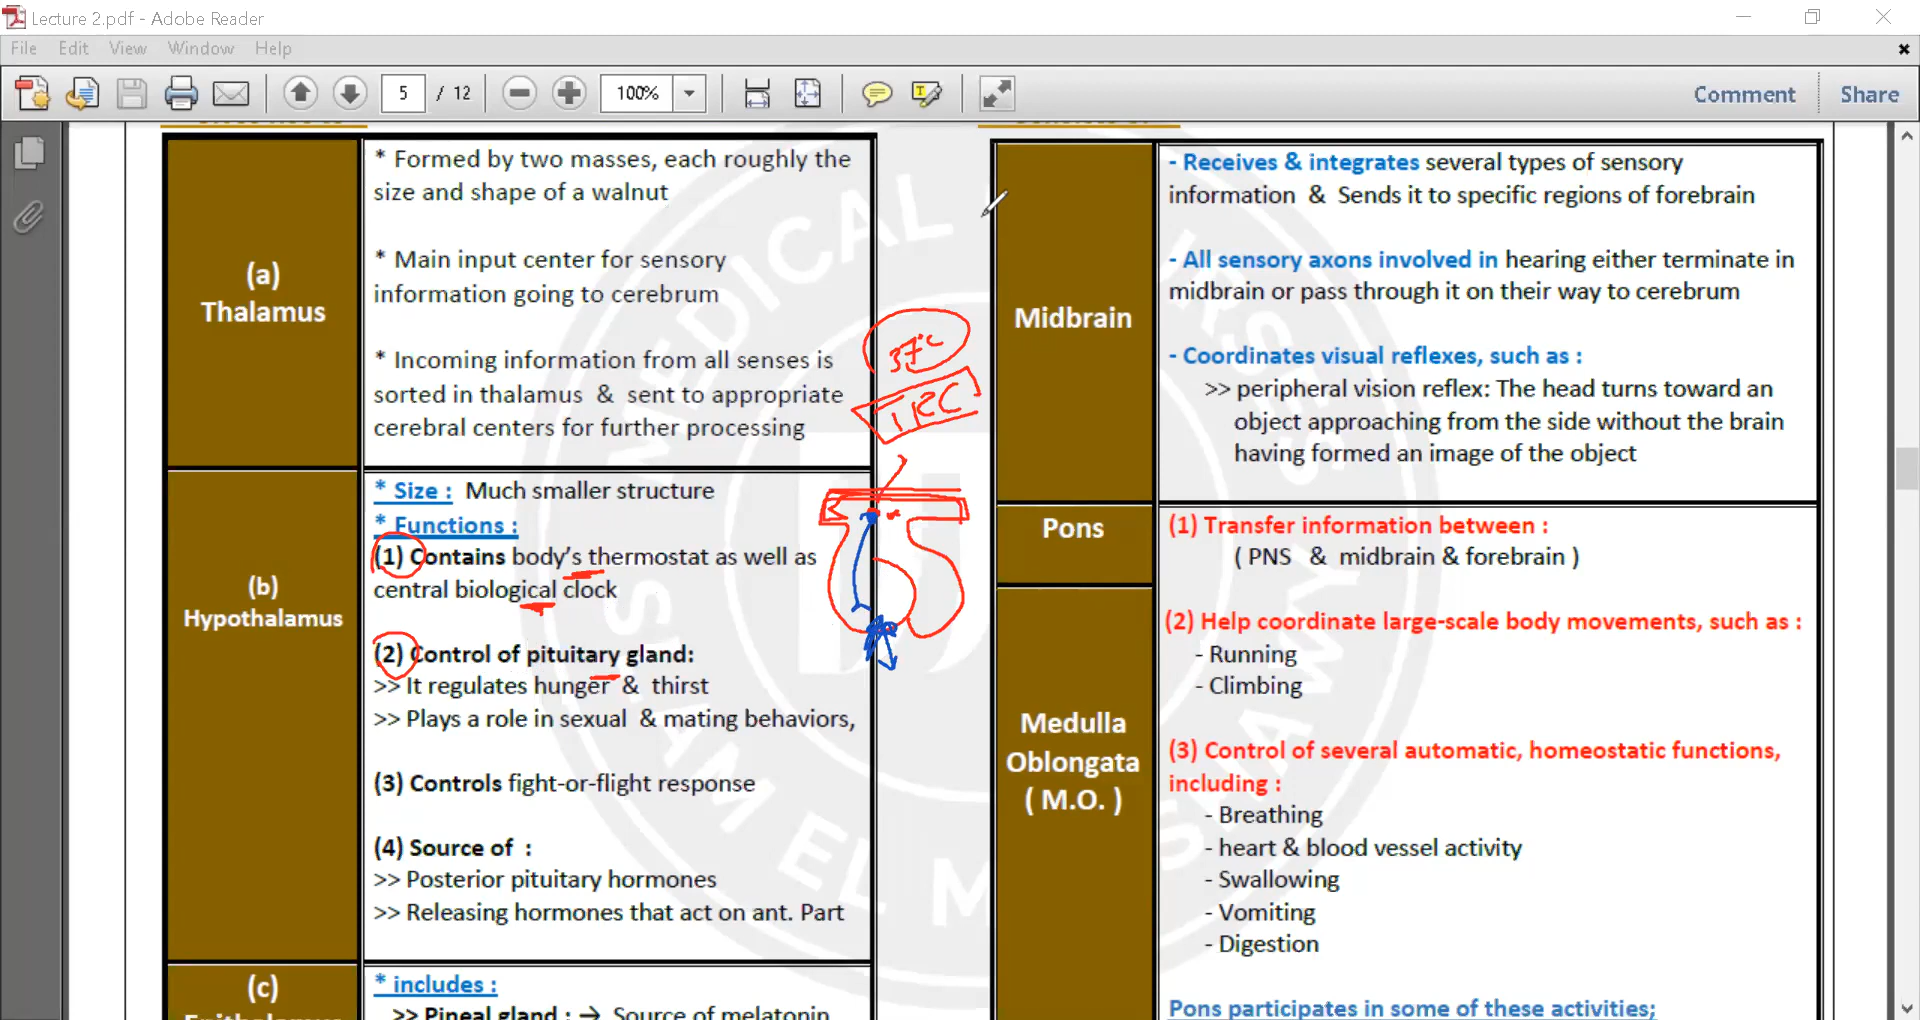 Lecture 2.pdf - Adobe Reader
File Edit View Window Help
5 / 12 100% Comment Share
(a)
Thalamus
* Formed by two masses, each roughly the
size and shape of a walnut
* Main input center for sensory
information going to cerebrum
* Incoming information from all senses is
sorted in thalamus & sent to appropriate
cerebral centers for further processing
(b)
Hypothalamus
* Size : Much smaller structure
* Functions :
(1) Contains body's thermostat as well as
central biological clock
(2) Control of pituitary gland:
>> It regulates hunger & thirst
>> Plays a role in sexual & mating behaviors,
(3) Controls fight-or-flight response
(4) Source of :
>> Posterior pituitary hormones
>> Releasing hormones that act on ant. Part
(c)
* includes :
>> Pineal gland : → Source of melatonin
37°c
Midbrain
- Receives & integrates several types of sensory
information & Sends it to specific regions of forebrain
- All sensory axons involved in hearing either terminate in
midbrain or pass through it on their way to cerebrum
- Coordinates visual reflexes, such as :
>> peripheral vision reflex: The head turns toward an
object approaching from the side without the brain
having formed an image of the object
Pons
Medulla
Oblongata
( M.O. )
(1) Transfer information between :
( PNS & midbrain & forebrain )
(2) Help coordinate large-scale body movements, such as :
- Running
- Climbing
(3) Control of several automatic, homeostatic functions,
including :
- Breathing
- heart & blood vessel activity
- Swallowing
- Vomiting
- Digestion
Pons participates in some of these activities;